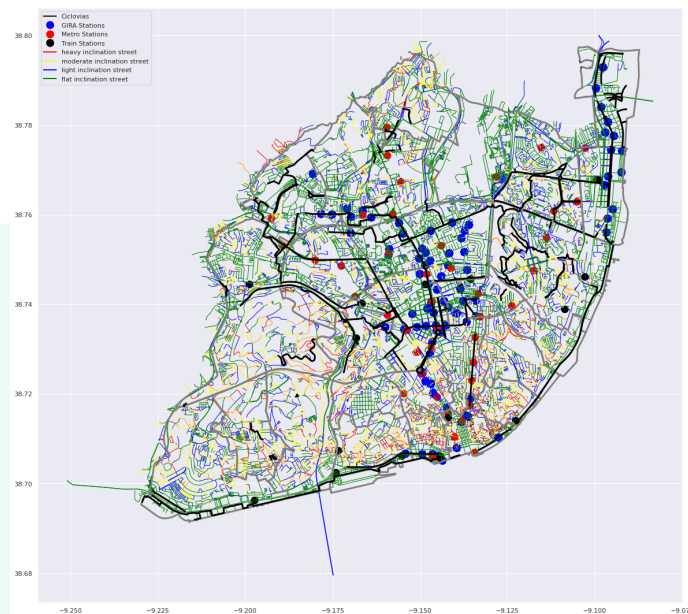 Ciclovias
GIRA Stations
Metro Stations
Train Stations
heavy inclination street
moderate inclination street
light inclination street
flat inclination street
38.80
38.78
38.76
38.74
38.72
38.70
38.68
−9.250
−9.225
−9.200
−9.175
−9.150
−9.125
−9.100
−9.07